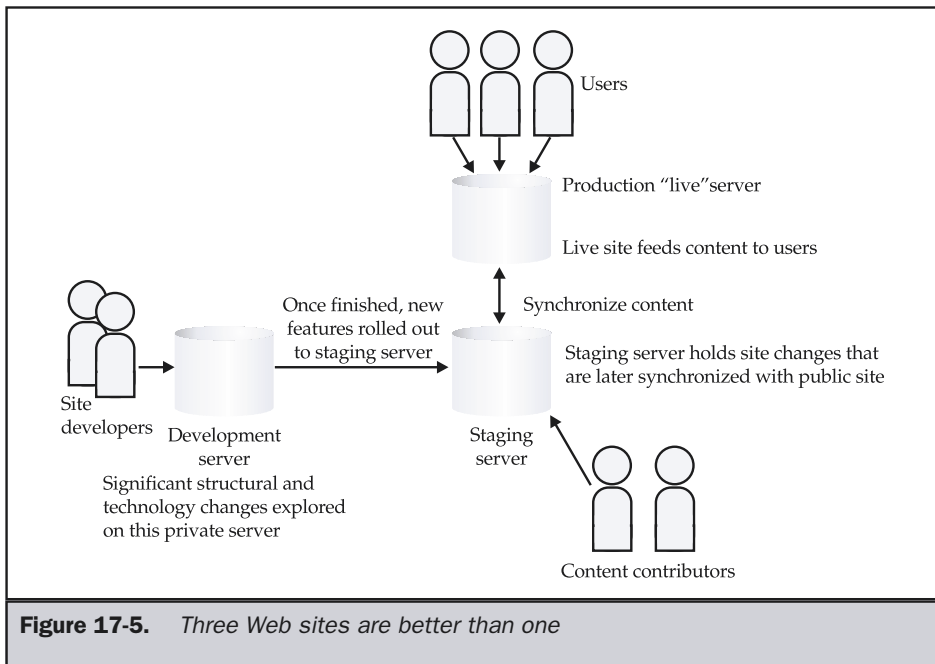 Users
Production “live”server
Live site feeds content to users
Synchronize content
Once finished, new
features rolled out
to staging server
Staging server holds site changes that
are later synchronized with public site
Site
developers
Development
server
Significant structural and
technology changes explored
on this private server
Staging
server
Content contributors
Figure 17-5. Three Web sites are better than one